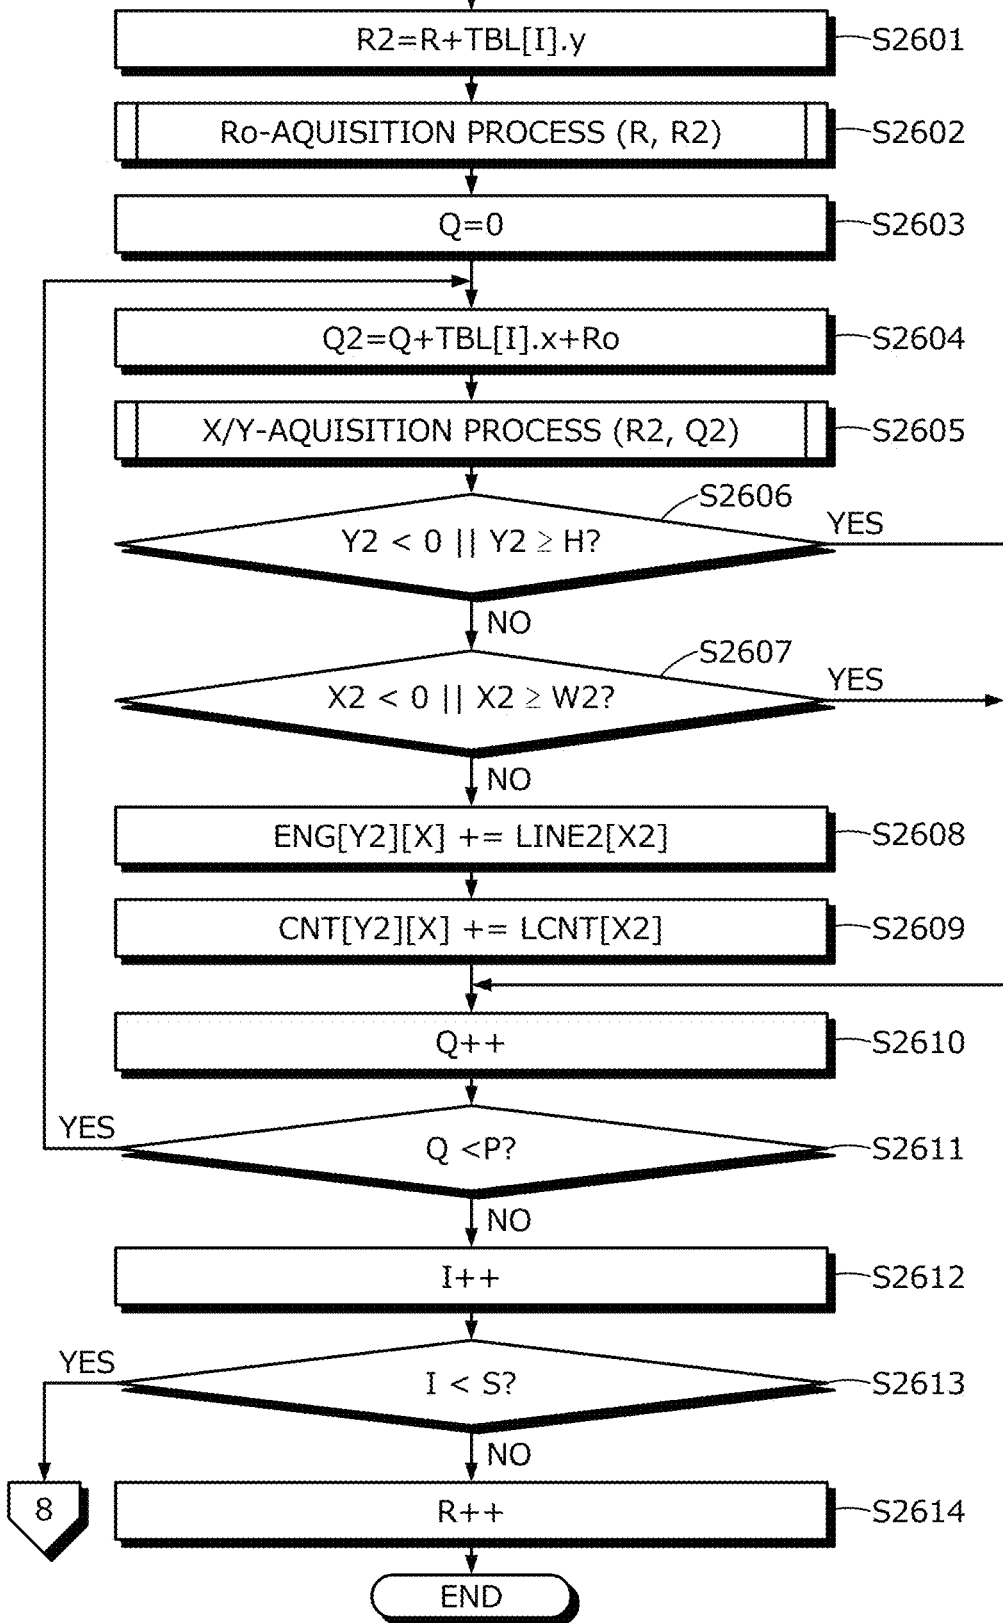 R2=R+TBL[I].y S2601
Ro-AQUISITION PROCESS (R, R2) S2602
Q=0 S2603
Q2=Q+TBL[I].x+Ro S2604
X/Y-AQUISITION PROCESS (R2, Q2) S2605
S2606
Y2 < 0 || Y2 ≥ H? YES
NO
S2607
X2 < 0 || X2 ≥ W2? YES
NO
ENG[Y2][X] += LINE2[X2] S2608
CNT[Y2][X] += LCNT[X2] S2609
Q++ S2610
YES Q <P? S2611
NO
I++ S2612
YES I < S? S2613
NO
8 R++ S2614
END